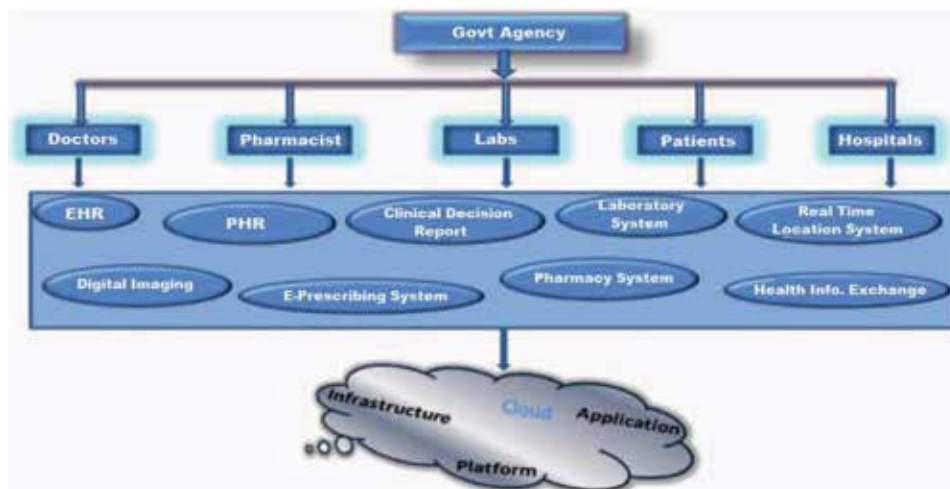 Govt Agency
Doctors
Pharmacist
Labs
Patients
Hospitals
EHR
PHR
Clinical Decision
Report
Laboratory
System
Real Time
Location System
Digital Imaging
E-Prescribing System
Pharmacy System
Health Info. Exchange
Infrastructure
Cloud
Application
Platform